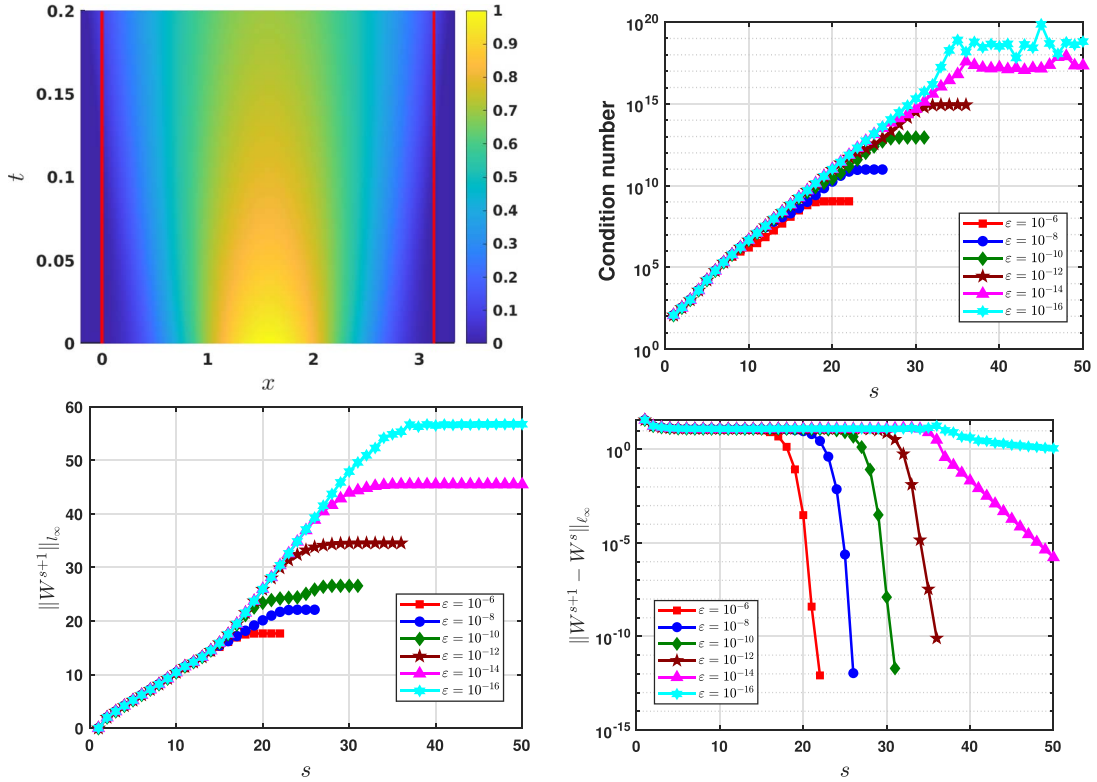 0.2
0.15
0.1
0.05
0
t
0
1
2
3
x
1
0.9
0.8
0.7
0.6
0.5
0.4
0.3
0.2
0.1
0
10^20
10^15
10^10
10^5
10^0
Condition number
0
10
20
30
40
50
s
ε = 10^−6
ε = 10^−8
ε = 10^−10
ε = 10^−12
ε = 10^−14
ε = 10^−16
60
50
40
30
20
10
0
||W^{s+1}||_{l_∞}
0
10
20
30
40
50
s
ε = 10^−6
ε = 10^−8
ε = 10^−10
ε = 10^−12
ε = 10^−14
ε = 10^−16
10^0
10^-5
10^-10
10^-15
||W^{s+1} − W^s||_{ℓ_∞}
0
10
20
30
40
50
s
ε = 10^−6
ε = 10^−8
ε = 10^−10
ε = 10^−12
ε = 10^−14
ε = 10^−16